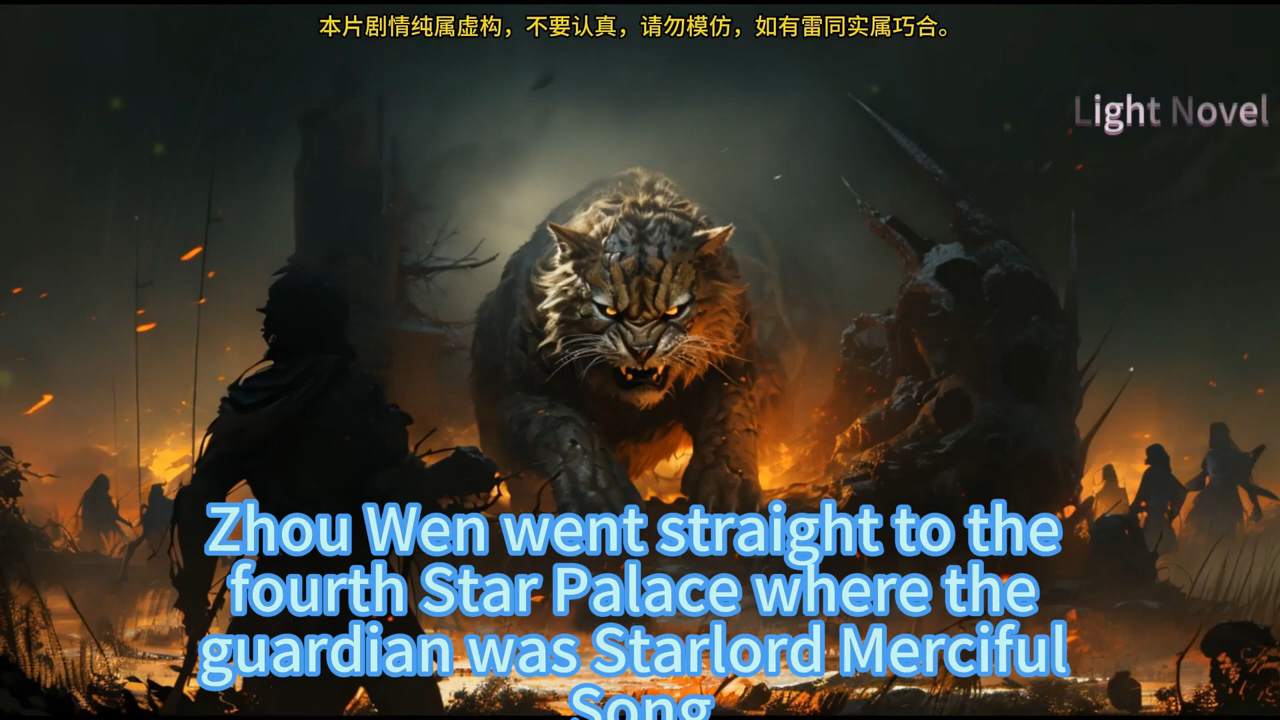 本片剧情纯属虚构，不要认真，请勿模仿，如有雷同实属巧合。
Light Novel
Zhou Wen went straight to the
fourth Star Palace where the
guardian was Starlord Merciful
Song